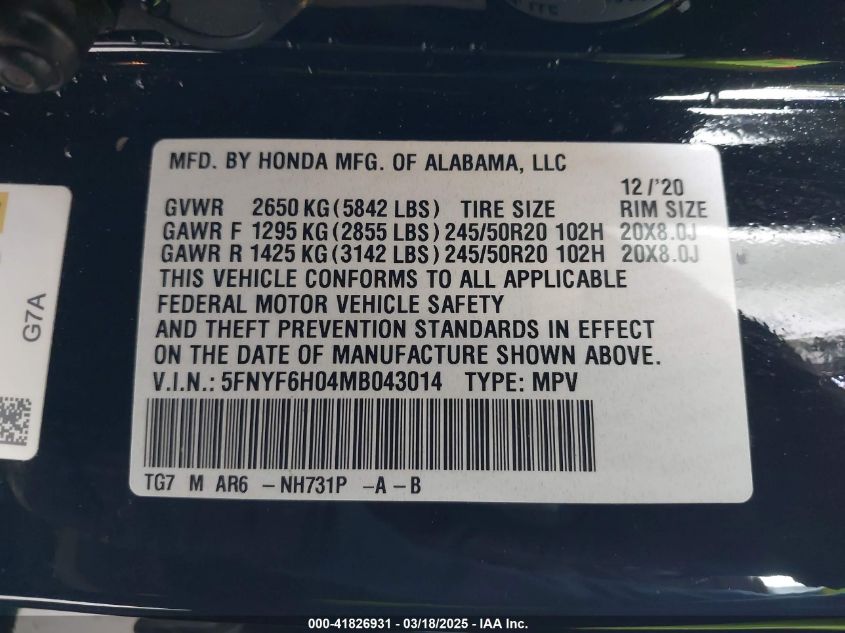 MFD. BY HONDA MFG. OF ALABAMA, LLC
12/'20
GVWR 2650 KG (5842 LBS) TIRE SIZE RIM SIZE
GAWR F 1295 KG (2855 LBS) 245/50R20 102H 20X8.0J
GAWR R 1425 KG (3142 LBS) 245/50R20 102H 20X8.0J
THIS VEHICLE CONFORMS TO ALL APPLICABLE
FEDERAL MOTOR VEHICLE SAFETY
AND THEFT PREVENTION STANDARDS IN EFFECT
ON THE DATE OF MANUFACTURE SHOWN ABOVE.
V.I.N.: 5FNYF6H04MB043014 TYPE: MPV
TG7 M AR6 - NH731P - A - B
G7A
000-41826931 - 03/18/2025 - IAA Inc.